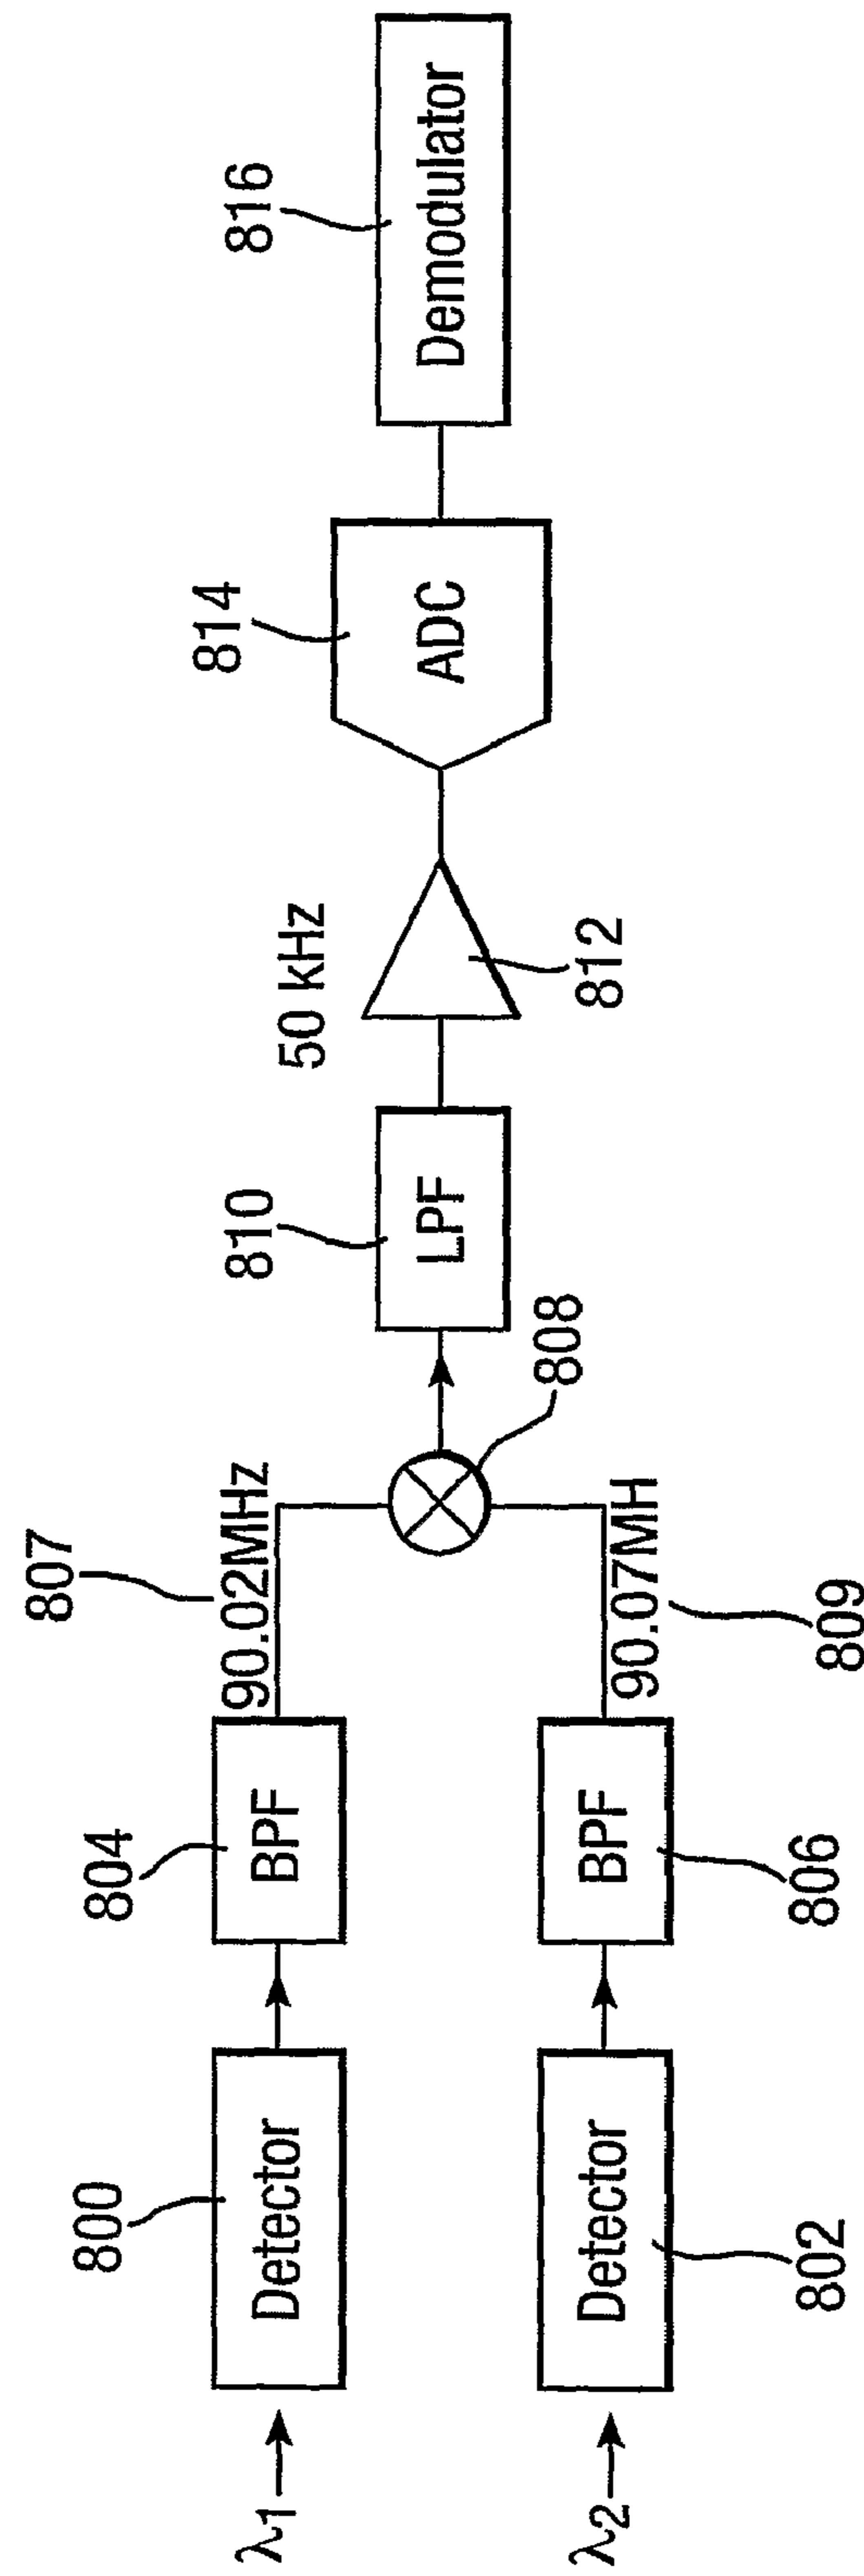 λ1
800
Detector
804
BPF
807
90.02MHz
λ2
802
Detector
806
BPF
809
90.07MH
808
810
LPF
50 kHz
812
814
ADC
816
Demodulator